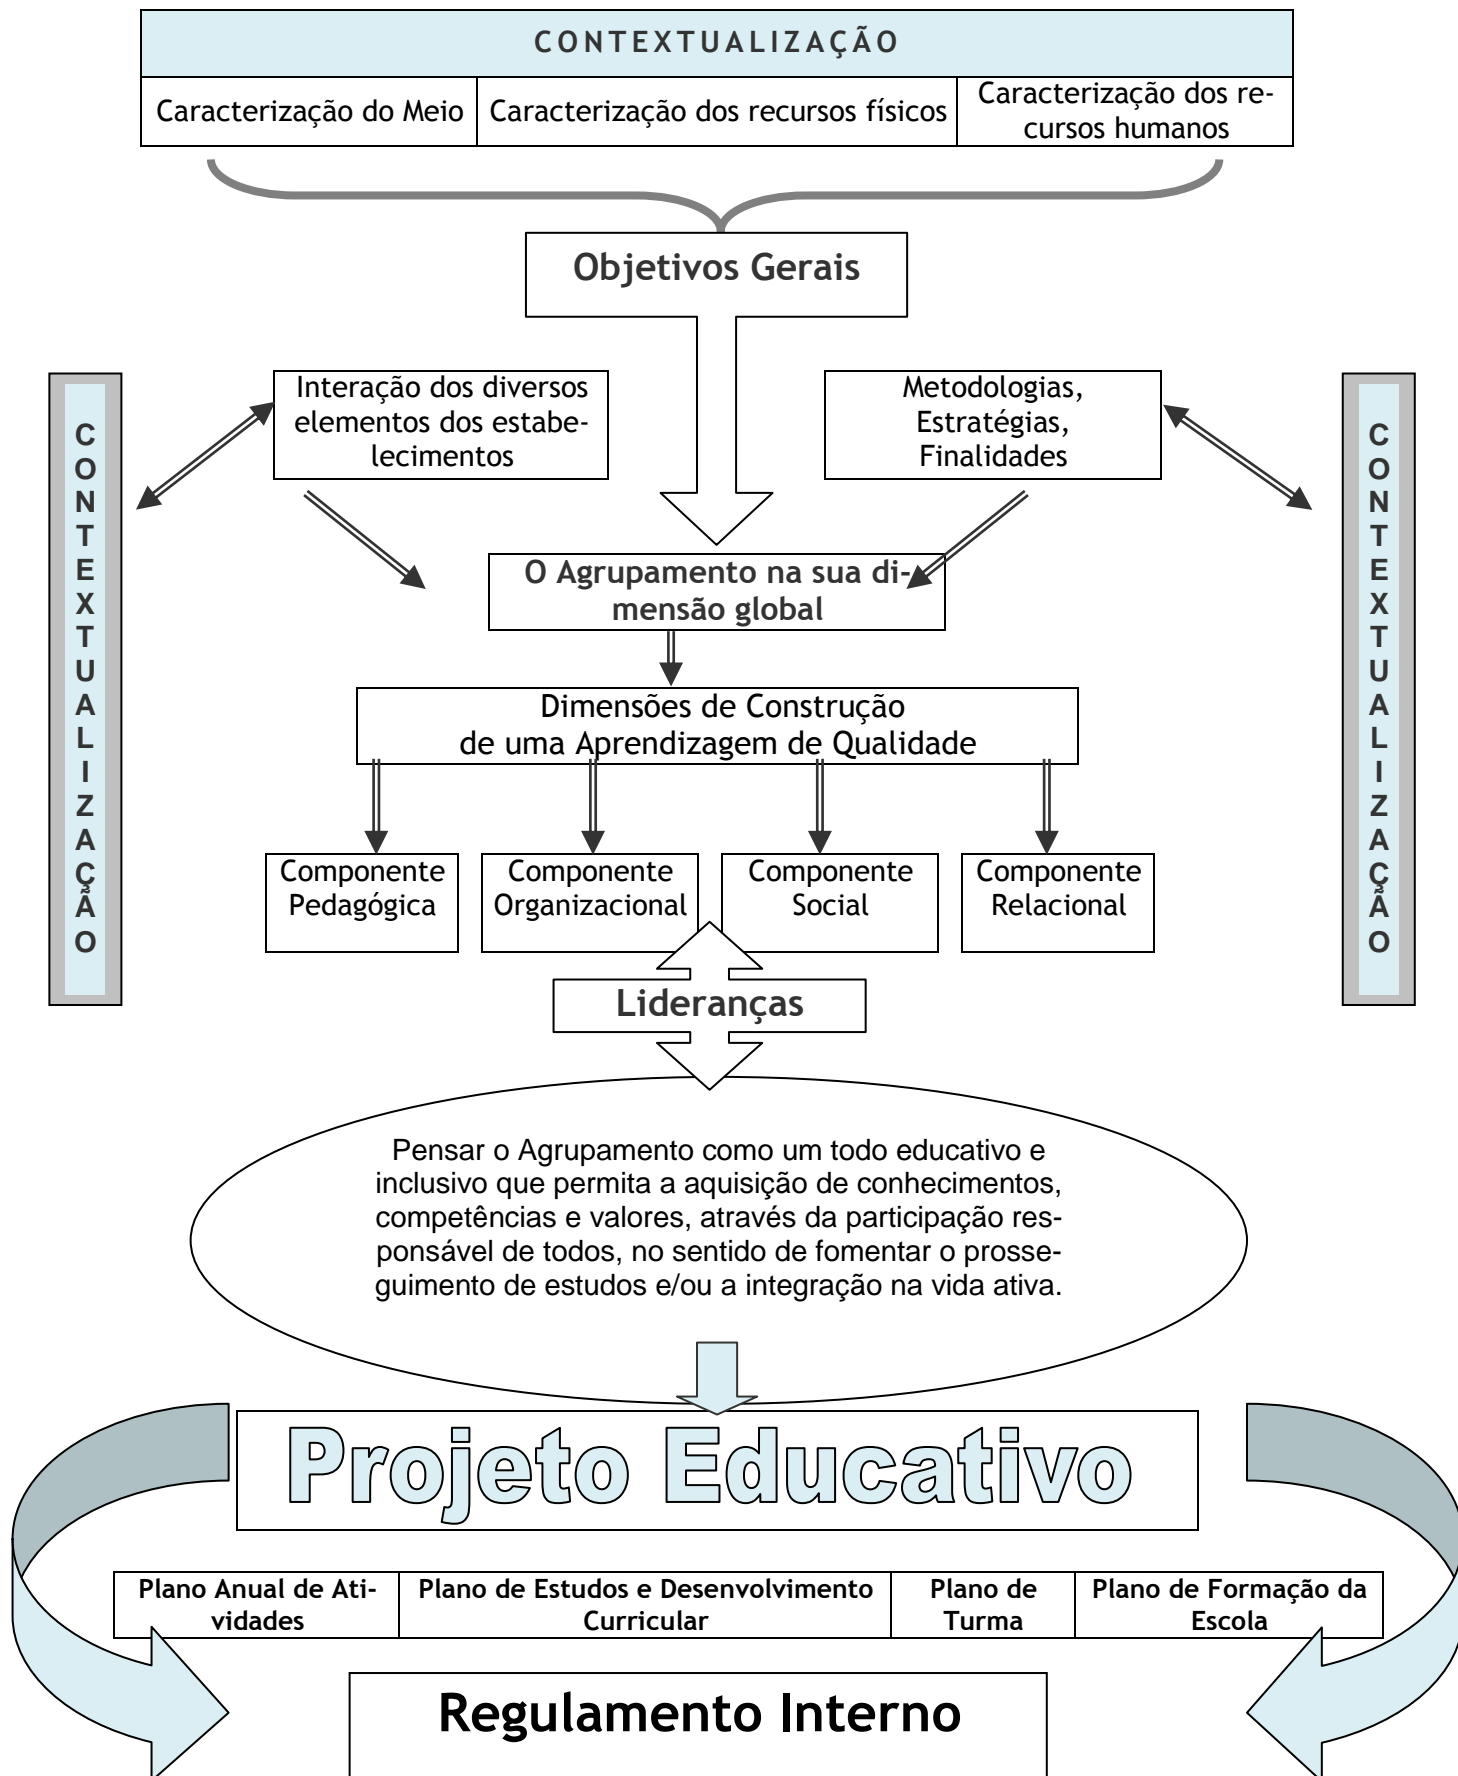 CONTEXTUALIZAÇÃO
Caracterização do Meio
Caracterização dos recursos físicos
Caracterização dos re-
cursos humanos
Objetivos Gerais
CONTEXTUALIZAÇÃO
Interação dos diversos
elementos dos estabe-
lecimentos
Metodologias,
Estratégias,
Finalidades
CONTEXTUALIZAÇÃO
O Agrupamento na sua di-
mensão global
Dimensões de Construção
de uma Aprendizagem de Qualidade
Componente
Pedagógica
Componente
Organizacional
Componente
Social
Componente
Relacional
Lideranças
Pensar o Agrupamento como um todo educativo e
inclusivo que permita a aquisição de conhecimentos,
competências e valores, através da participação res-
ponsável de todos, no sentido de fomentar o prosse-
guimento de estudos e/ou a integração na vida ativa.
Projeto Educativo
Plano Anual de Ati-
vidades
Plano de Estudos e Desenvolvimento
Curricular
Plano de
Turma
Plano de Formação da
Escola
Regulamento Interno